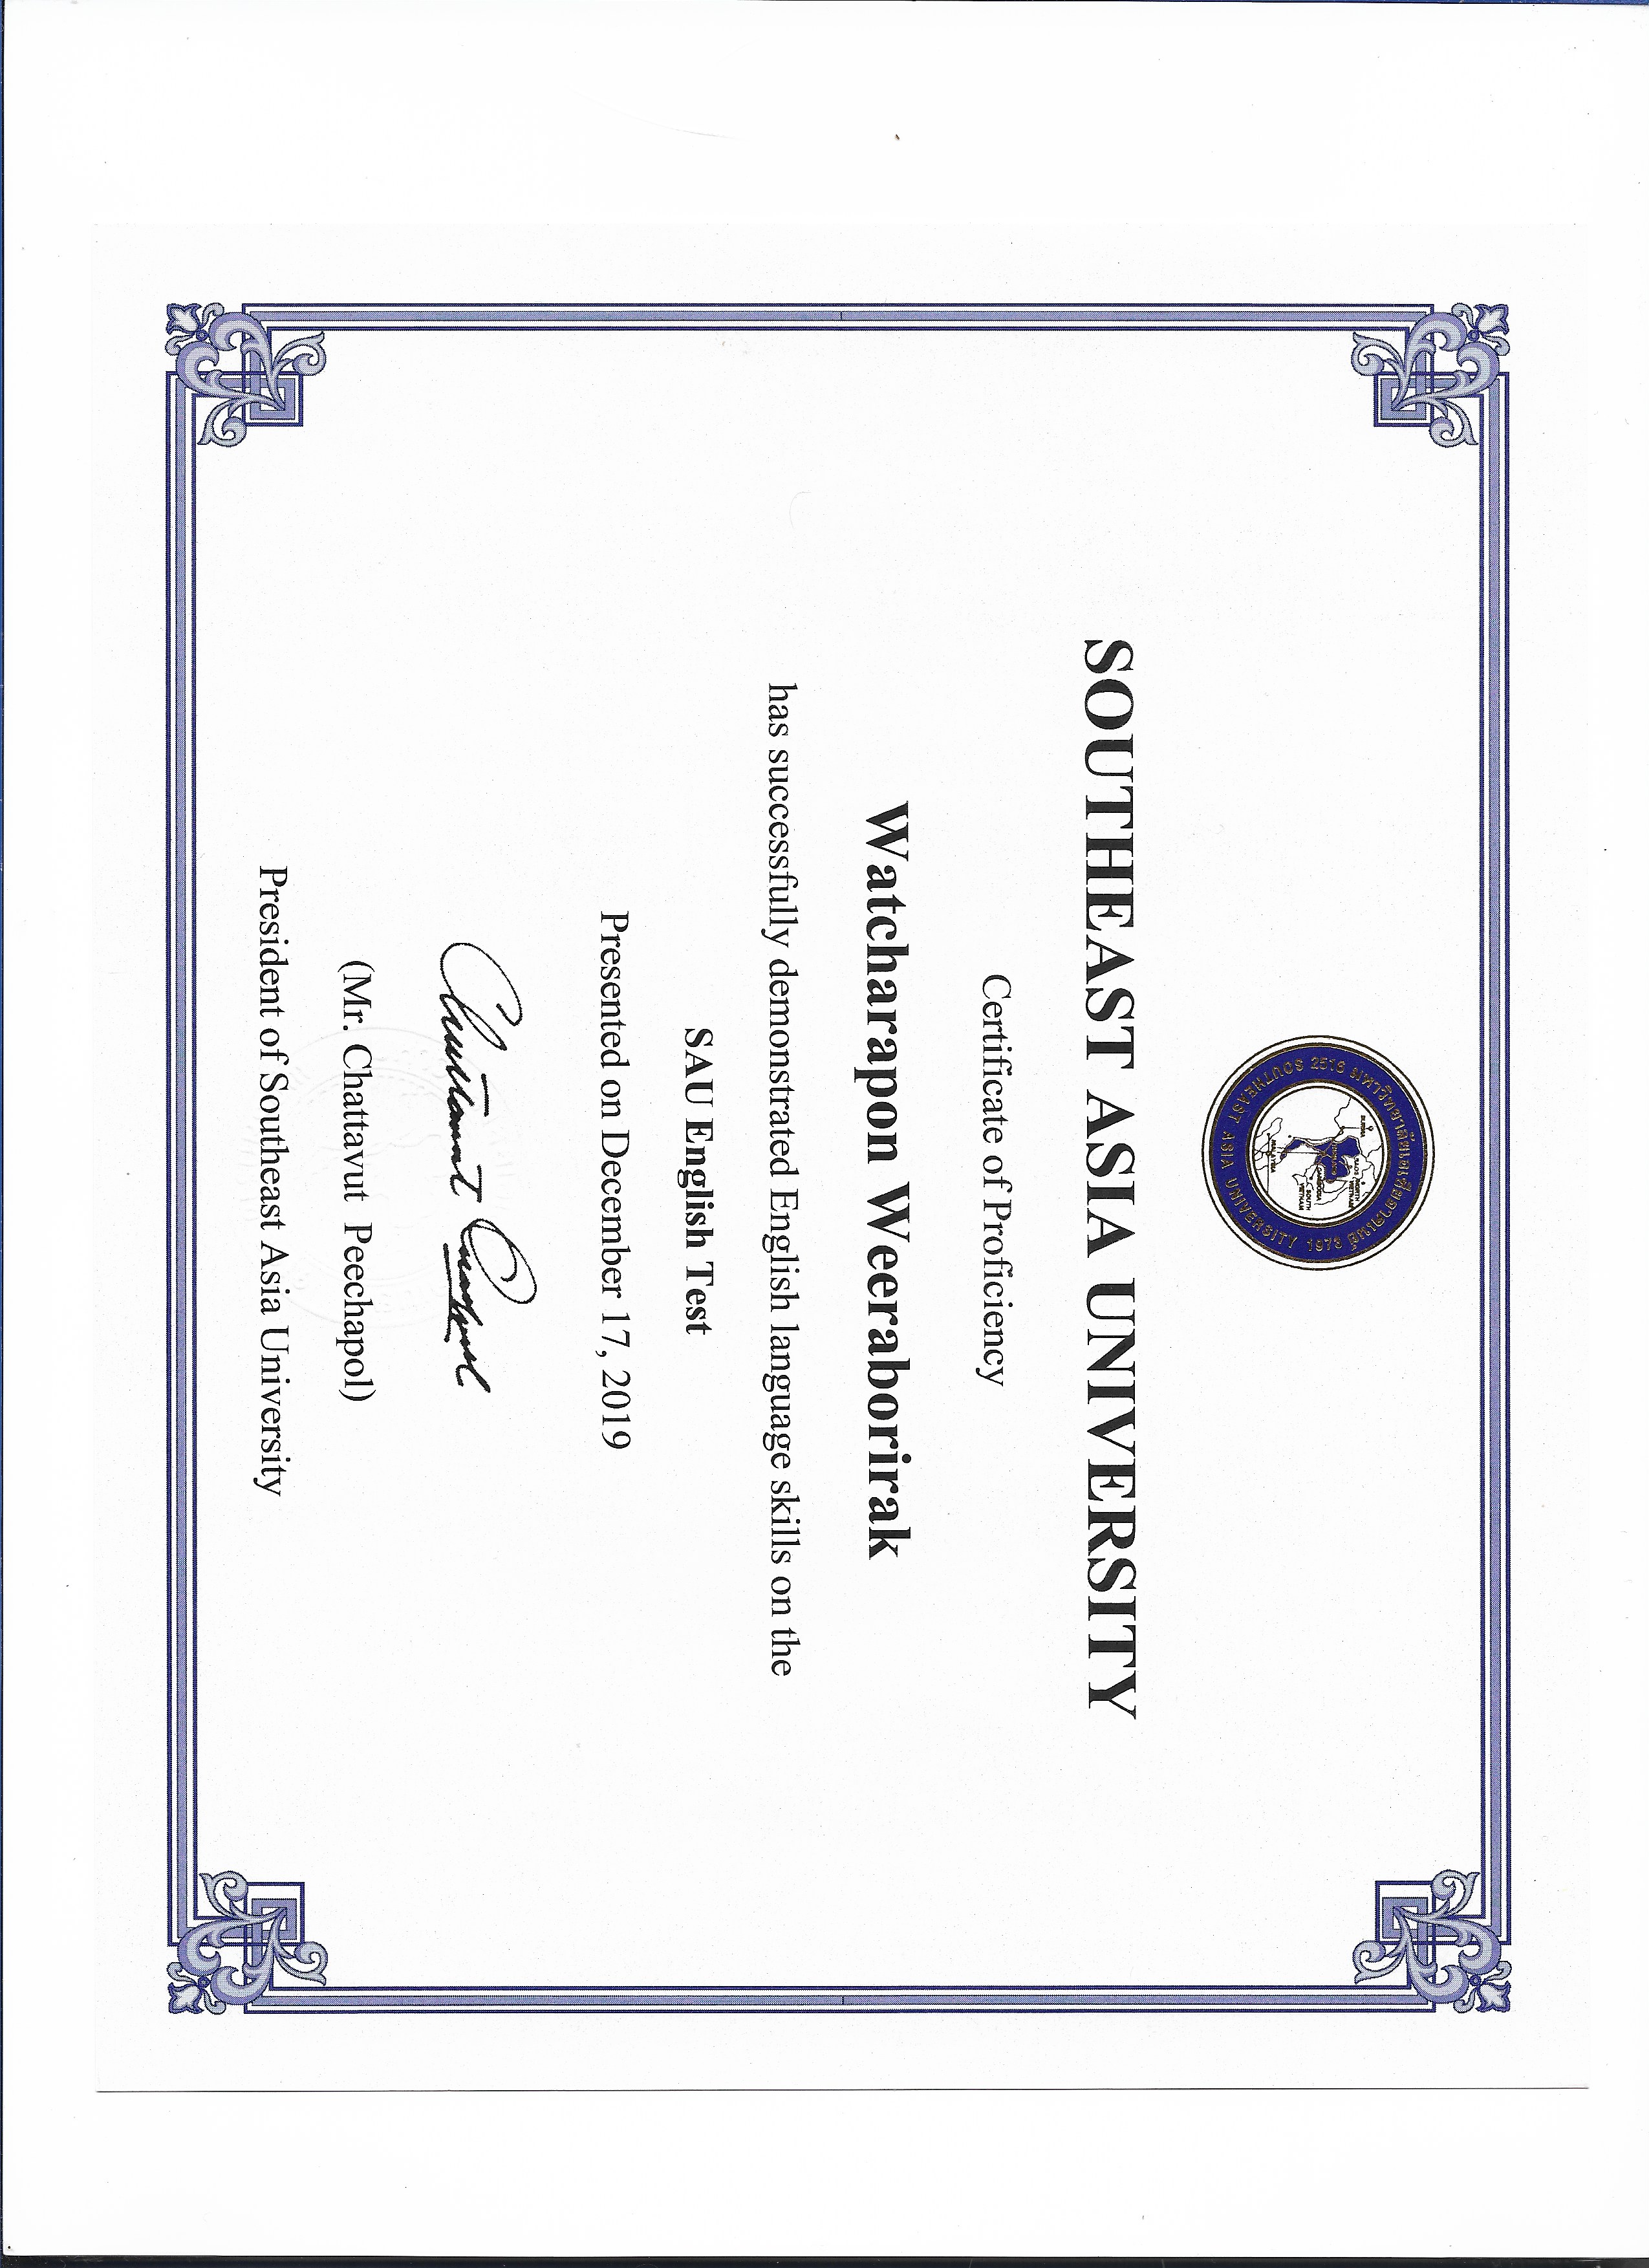 มหาวิทยาลัยเอเชียอาคเนย์
2516 SOUTHEAST ASIA UNIVERSITY 1973
BURMA
LAOS NORTH
VIETNAM
THAILAND
CAMBODIA
SOUTH
VIETNAM
MALAYSIA
SOUTHEAST ASIA UNIVERSITY
Certificate of Proficiency
Watcharapon Weeraborirak
has successfully demonstrated English language skills on the
SAU English Test
Presented on December 17, 2019
Chattavut Peechapol
(Mr. Chattavut Peechapol)
President of Southeast Asia University